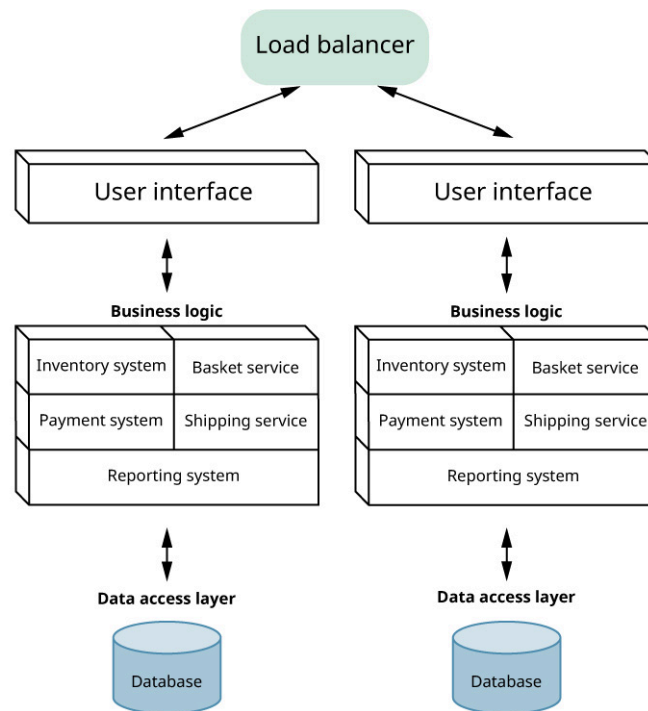 Load balancer
User interface
User interface
Business logic
Business logic
Inventory system
Basket service
Inventory system
Basket service
Payment system
Shipping service
Payment system
Shipping service
Reporting system
Reporting system
Data access layer
Data access layer
Database
Database